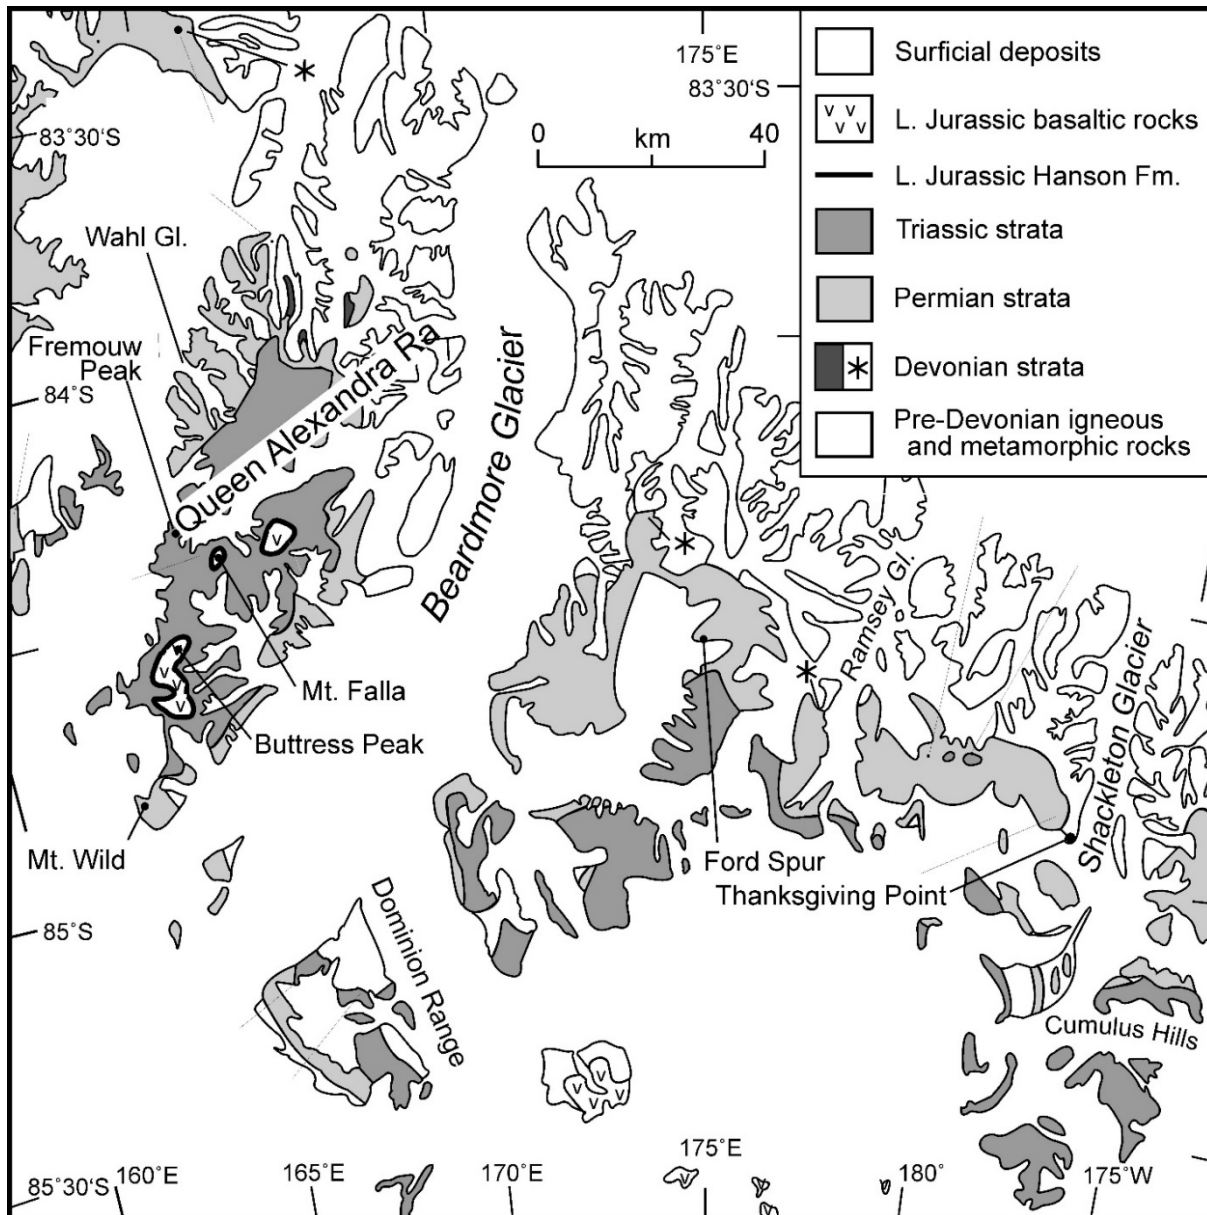 175˚E
83˚30'S
83˚30'S
0
40
km
Surficial deposits
v v v v
L. Jurassic basaltic rocks
L. Jurassic Hanson Fm.
Triassic strata
Permian strata
*
Devonian strata
Pre-Devonian igneous
and metamorphic rocks
Wahl Gl.
Fremouw
Peak
84˚S
Queen Alexandra Ra
Beardmore Glacier
*
*
*
v
v
v
v
Ramsey Gl.
Shackleton Glacier
Mt. Falla
Buttress Peak
Mt. Wild
Ford Spur
Thanksgiving Point
85˚S
Dominion Range
Cumulus Hills
v
v v v v
85˚30'S
160˚E
165˚E
170˚E
175˚E
180˚
175˚W